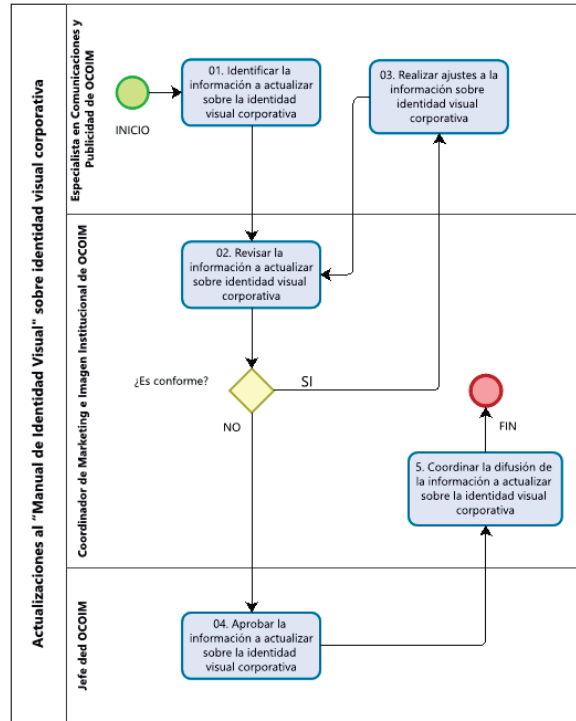 Actualizaciones al "Manual de Identidad Visual" sobre identidad visual corporativa
Especialista en Comunicaciones y
Publicidad de OCOIM
INICIO
01. Identificar la
información a actualizar
sobre la identidad
visual corporativa
03. Realizar ajustes a la
información sobre
identidad visual
corporativa
Coordinador de Marketing e Imagen Institucional de OCOIM
02. Revisar la
información a actualizar
sobre identidad visual
corporativa
¿Es conforme?
SI
NO
FIN
5. Coordinar la difusión de
la información a actualizar
sobre la identidad visual
corporativa
Jefe ded OCOIM
04. Aprobar la
información a actualizar
sobre la identidad
visual corporativa